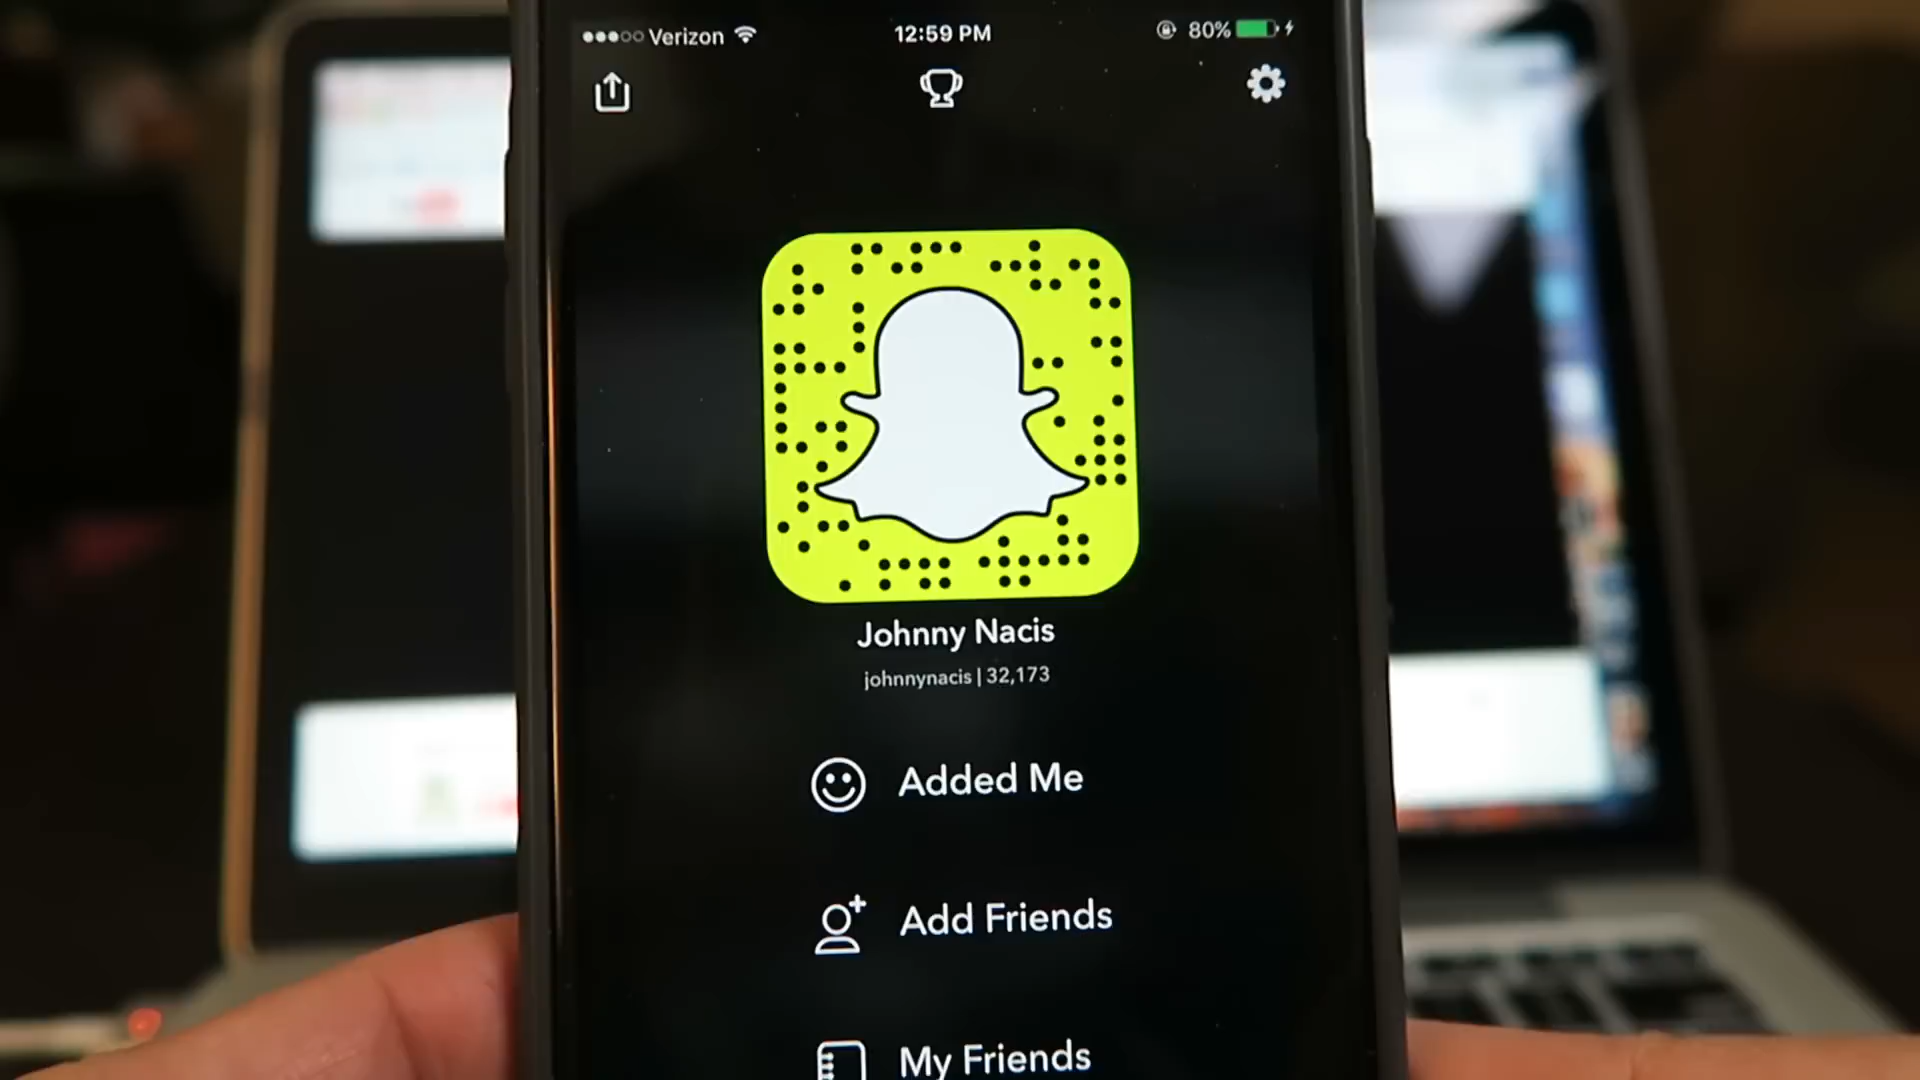 Verizon 12:59 PM 80%
Johnny Nacis
johnnynacis | 32,173
Added Me
Add Friends
My Friends